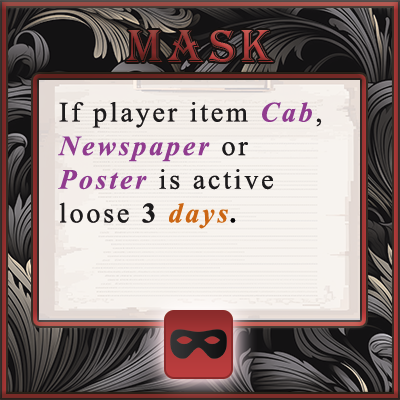 MASK
If player item Cab,
Newspaper or
Poster is active
loose 3 days.